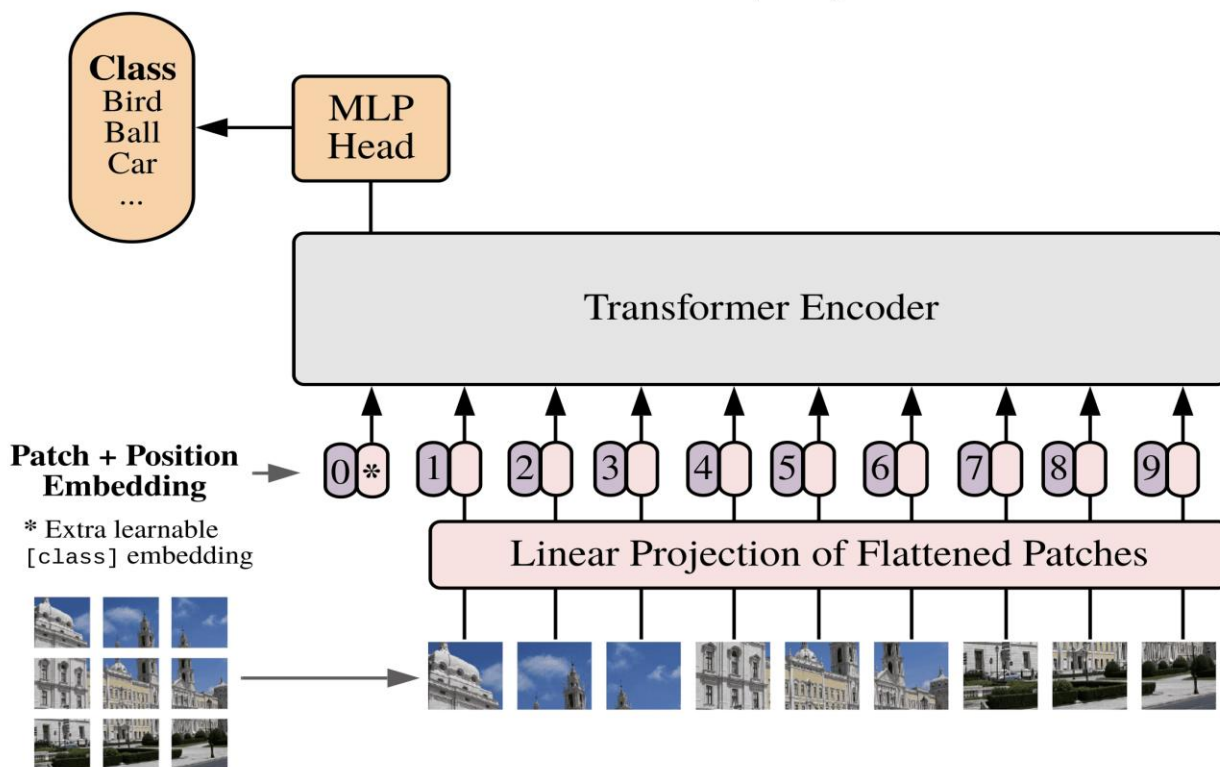 Class
Bird
Ball
Car
...
MLP
Head
Transformer Encoder
Patch + Position
Embedding
0 * 1 2 3 4 5 6 7 8 9
* Extra learnable
[class] embedding
Linear Projection of Flattened Patches